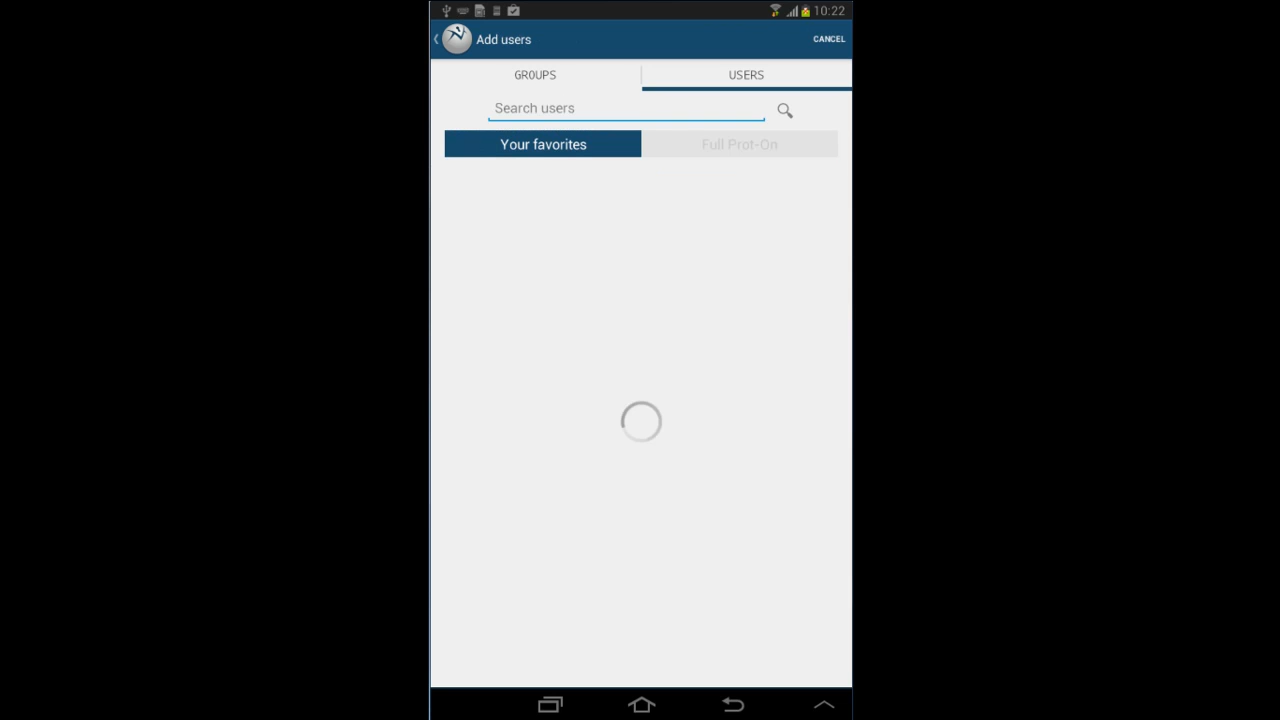 10:22
Add users
CANCEL
GROUPS
USERS
Search users
Your favorites
Full Prot-On